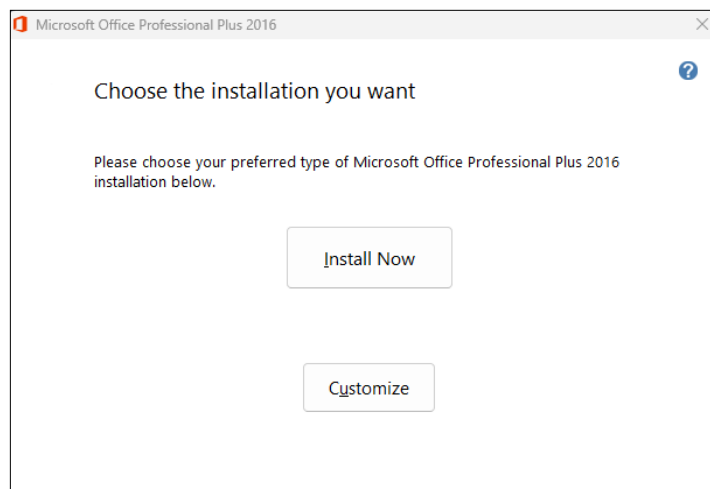 Microsoft Office Professional Plus 2016
Choose the installation you want
Please choose your preferred type of Microsoft Office Professional Plus 2016
installation below.
Install Now
Customize